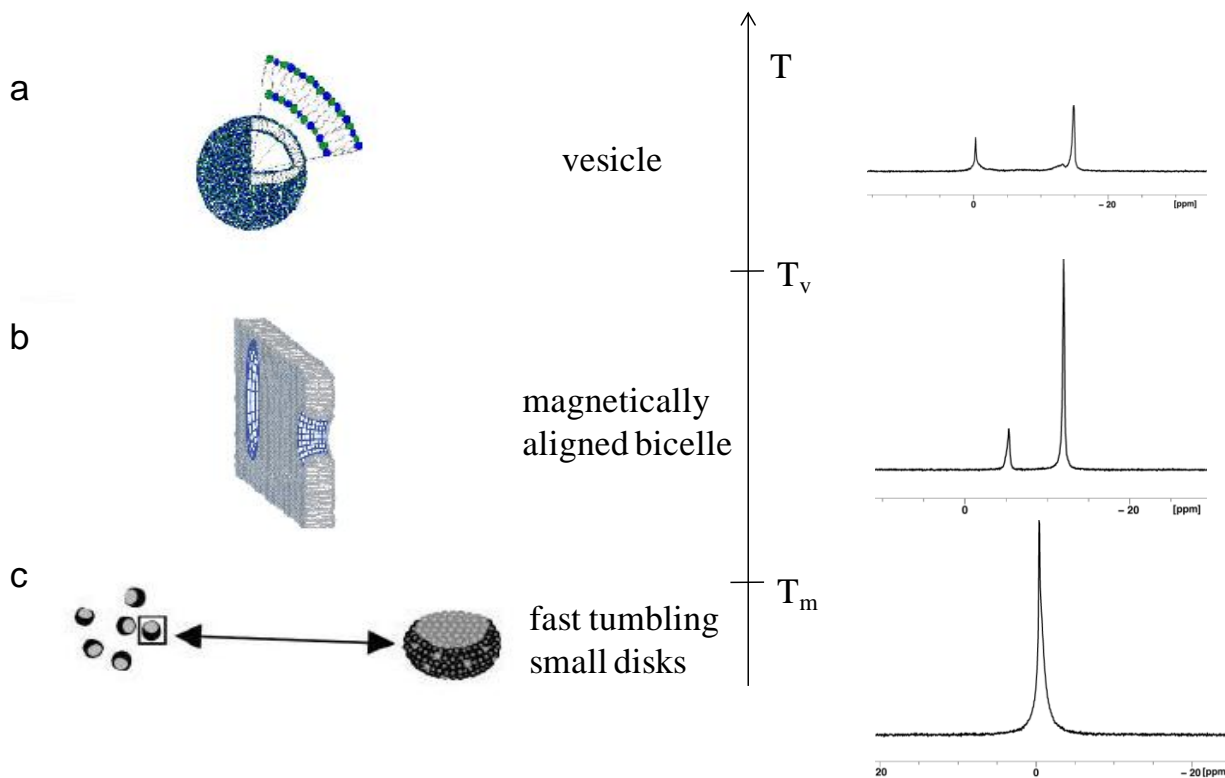 a
vesicle
T
0
– 20
[ppm]
T_v
b
magnetically
aligned bicelle
0
– 20
[ppm]
c
fast tumbling
small disks
T_m
20
0
– 20
[ppm]